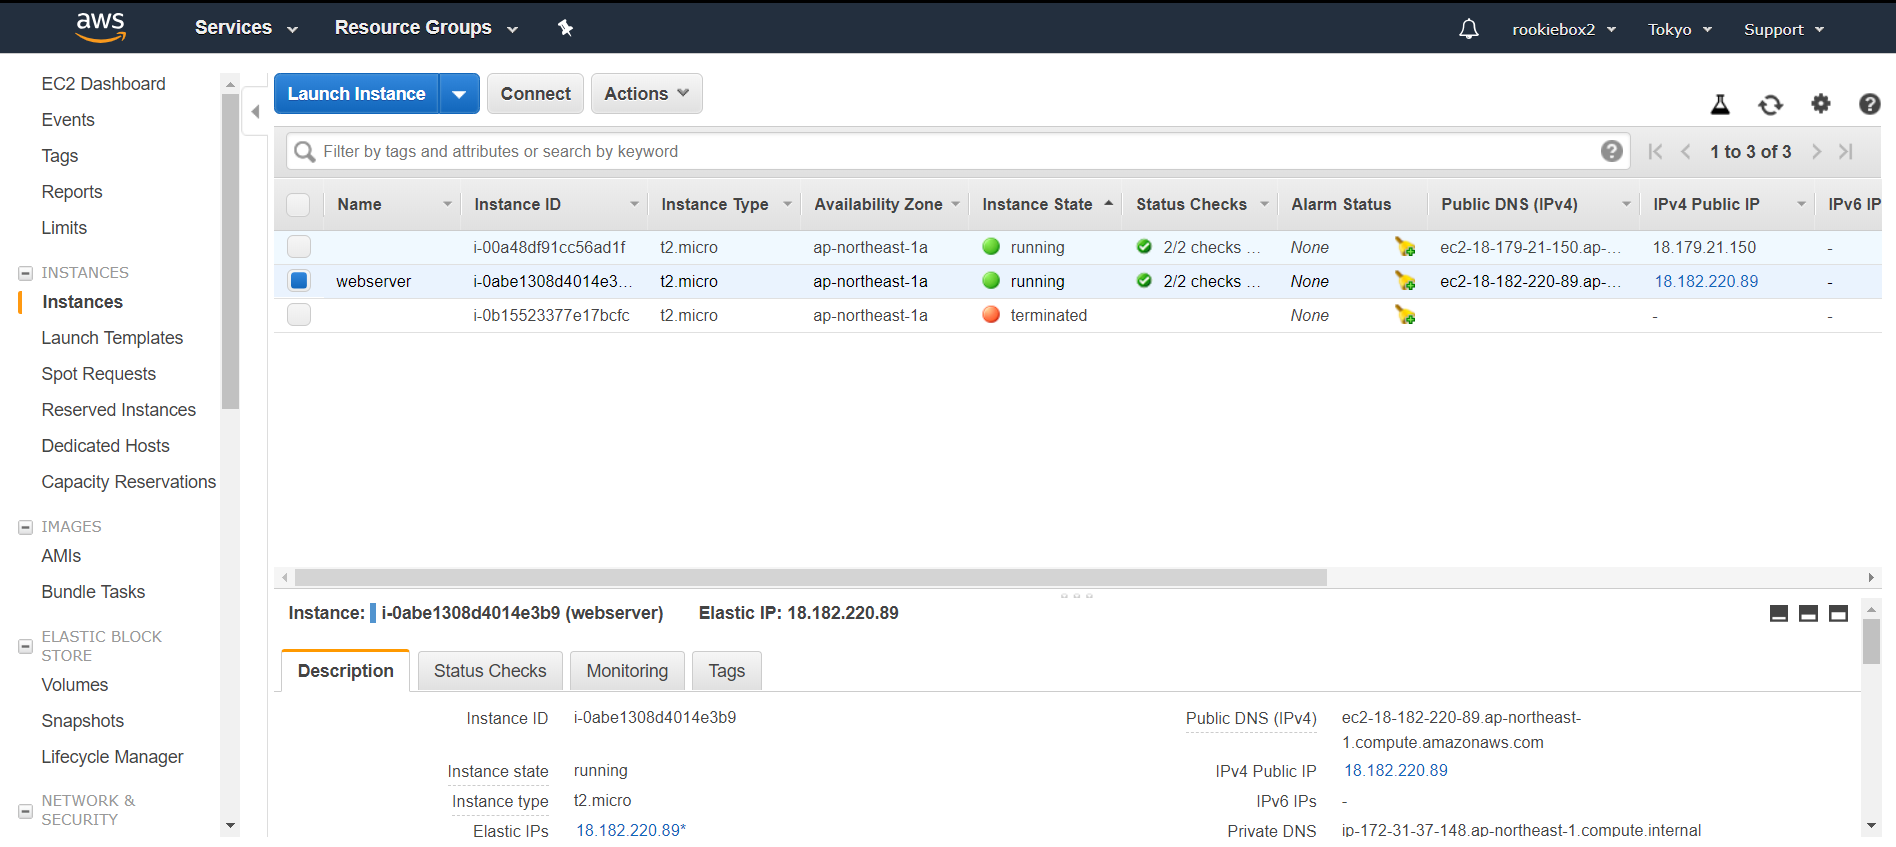 aws
Services
Resource Groups
rookiebox2
Tokyo
Support
EC2 Dashboard
Events
Tags
Reports
Limits
INSTANCES
Instances
Launch Templates
Spot Requests
Reserved Instances
Dedicated Hosts
Capacity Reservations
IMAGES
AMIs
Bundle Tasks
ELASTIC BLOCK
STORE
Volumes
Snapshots
Lifecycle Manager
NETWORK &
SECURITY
Launch Instance Connect Actions
Filter by tags and attributes or search by keyword
1 to 3 of 3
Name Instance ID Instance Type Availability Zone Instance State Status Checks Alarm Status Public DNS (IPv4) IPv4 Public IP IPv6 IP
i-00a48df91cc56ad1f t2.micro ap-northeast-1a running 2/2 checks ... None ec2-18-179-21-150.ap-... 18.179.21.150 -
webserver i-0abe1308d4014e3... t2.micro ap-northeast-1a running 2/2 checks ... None ec2-18-182-220-89.ap-... 18.182.220.89 -
i-0b15523377e17bcfc t2.micro ap-northeast-1a terminated None - -
Instance: i-0abe1308d4014e3b9 (webserver) Elastic IP: 18.182.220.89
Description Status Checks Monitoring Tags
Instance ID i-0abe1308d4014e3b9
Instance state running
Instance type t2.micro
Elastic IPs 18.182.220.89*
Public DNS (IPv4) ec2-18-182-220-89.ap-northeast-
1.compute.amazonaws.com
IPv4 Public IP 18.182.220.89
IPv6 IPs -
Private DNS ip-172-31-37-148.ap-northeast-1.compute.internal